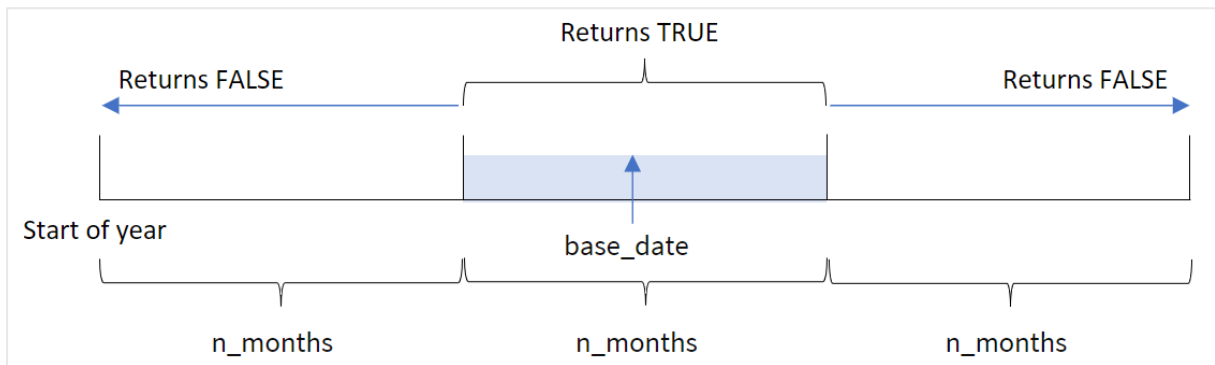 Returns TRUE
Returns FALSE
Returns FALSE
Start of year
base_date
n_months
n_months
n_months